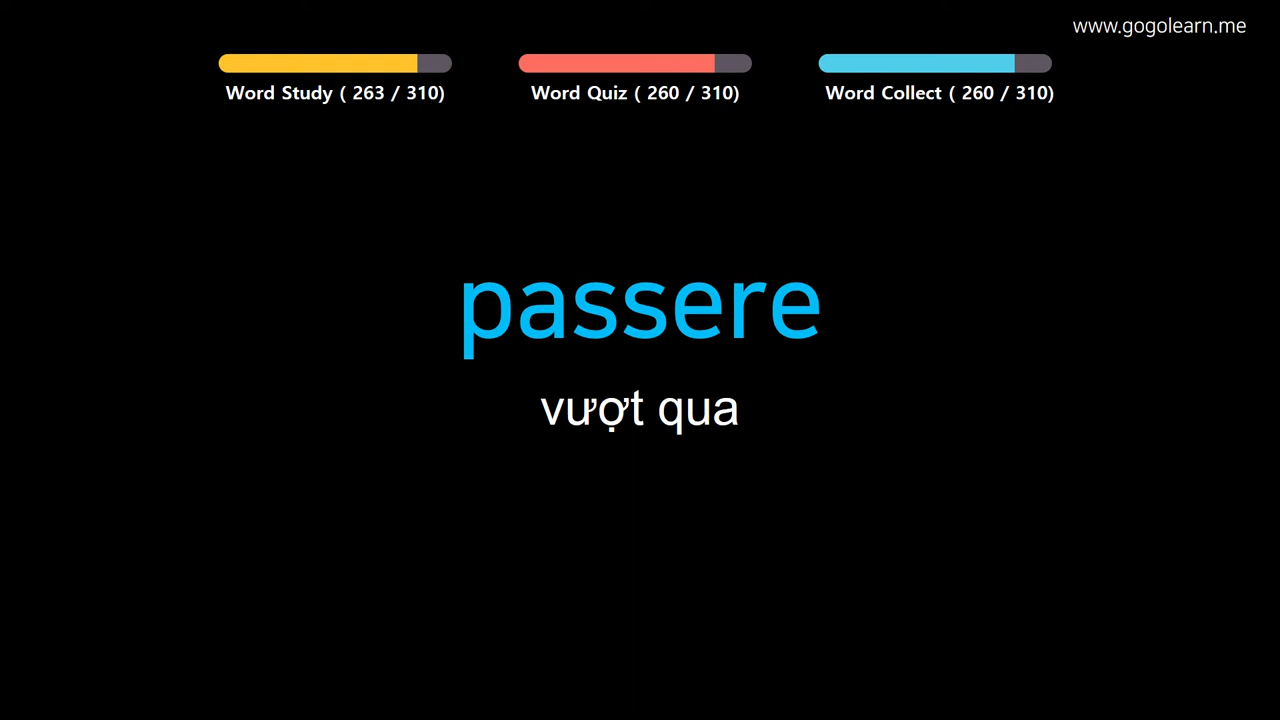 www.gogolearn.me
Word Study ( 263 / 310)
Word Quiz ( 260 / 310)
Word Collect ( 260 / 310)
passere
vượt qua